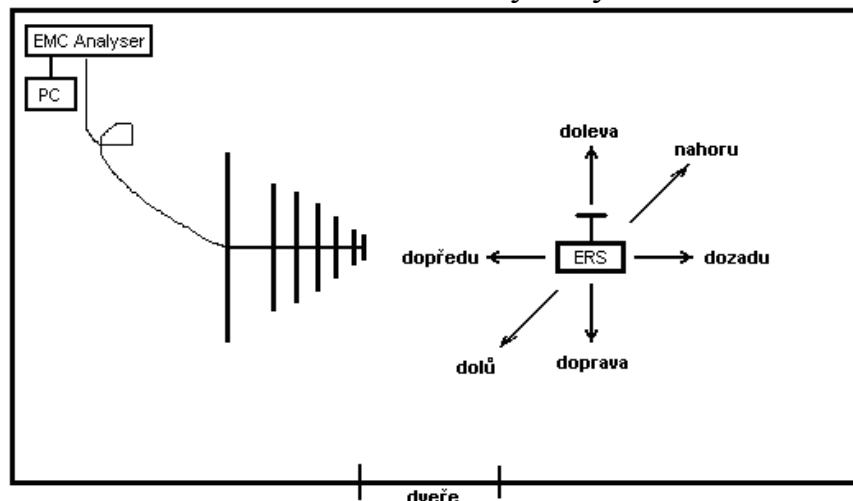 EMC Analyser
PC
doleva
nahoru
dopředu
ERS
dozadu
dolů
doprava
dveře